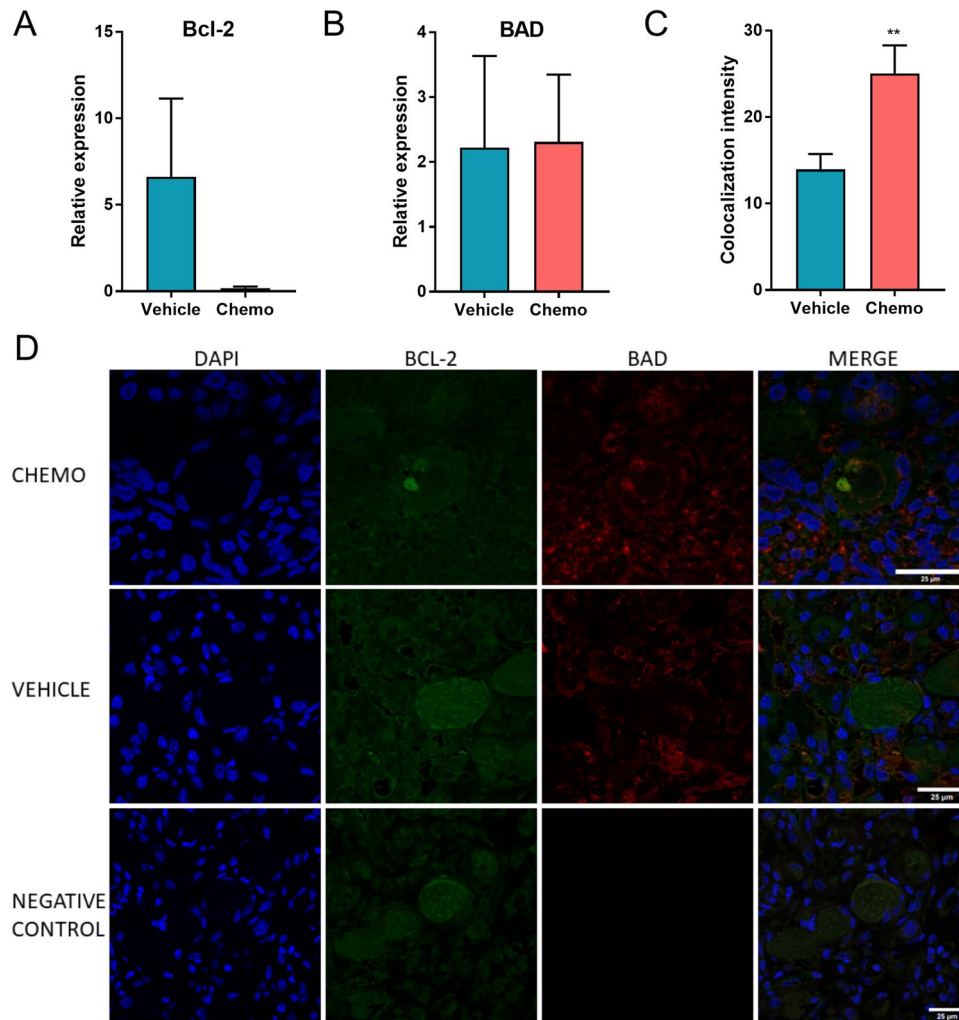 A
Bcl-2
Relative expression
15
10
5
0
Vehicle Chemo
B
BAD
Relative expression
4
3
2
1
0
Vehicle Chemo
C
Colocalization intensity
30
20
10
0
**
Vehicle Chemo
D
DAPI BCL-2 BAD MERGE
CHEMO
25 µm
VEHICLE
25 µm
NEGATIVE
CONTROL
25 µm